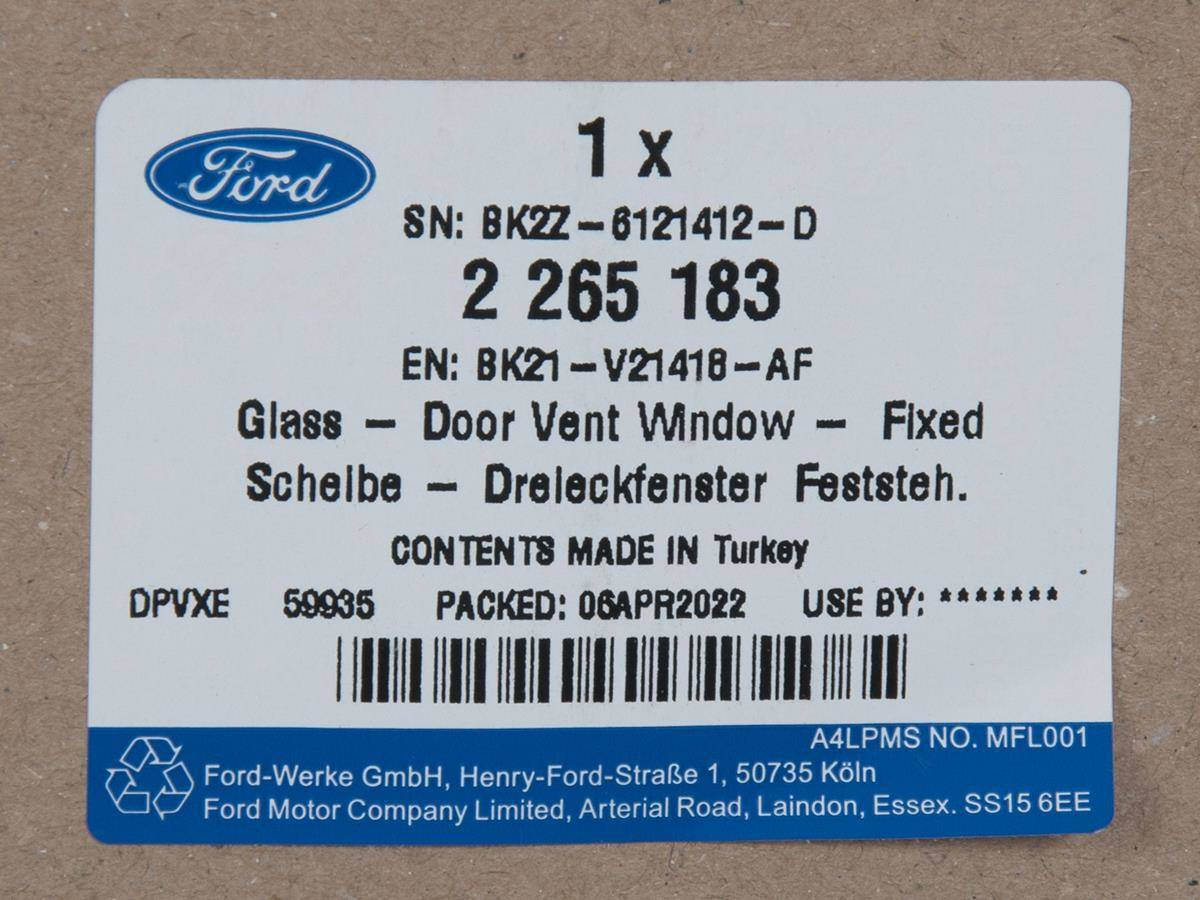 Ford
1 x
SN: BK2Z-6121412-D
2 265 183
EN: BK21-V21418-AF
Glass - Door Vent Window - Fixed
Scheibe - Dreieckfenster Feststeh.
CONTENTS MADE IN Turkey
DPVXE 59935 PACKED: 06APR2022 USE BY: *******
A4LPMS NO. MFL001
Ford-Werke GmbH, Henry-Ford-Straße 1, 50735 Köln
Ford Motor Company Limited, Arterial Road, Laindon, Essex. SS15 6EE